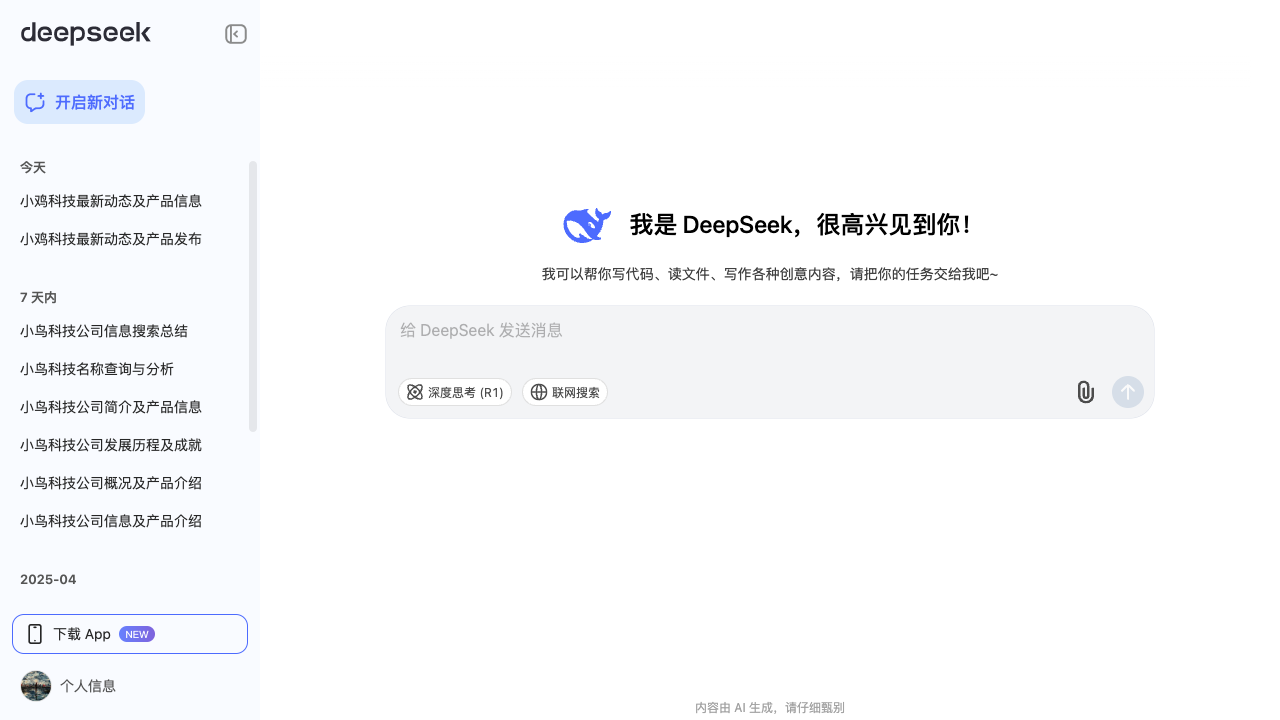 deepseek
开启新对话
今天
小鸡科技最新动态及产品信息
小鸡科技最新动态及产品发布
7 天内
小鸟科技公司信息搜索总结
小鸟科技名称查询与分析
小鸟科技公司简介及产品信息
小鸟科技公司发展历程及成就
小鸟科技公司概况及产品介绍
小鸟科技公司信息及产品介绍
2025-04
下载 App NEW
个人信息
我是 DeepSeek，很高兴见到你！
我可以帮你写代码、读文件、写作各种创意内容，请把你的任务交给我吧~
给 DeepSeek 发送消息
深度思考 (R1) 联网搜索
内容由 AI 生成，请仔细甄别